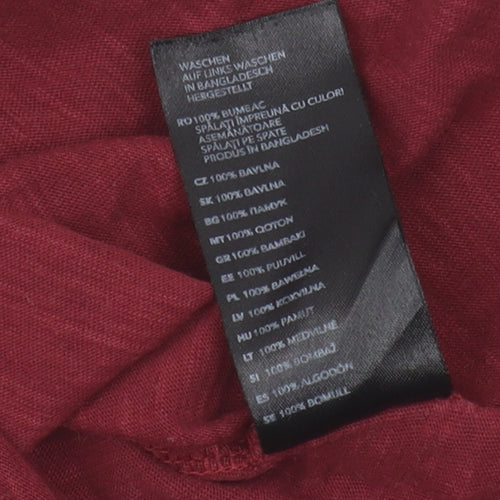 WASCHEN
AUF LINKS WASCHEN
IN BANGLADESCH
HERGESTELLT
RO 100% BUMBAC
SPĂLAȚI ÎMPREUNĂ CU CULORI
ASEMĂNĂTOARE
SPĂLAȚI PE SPATE
PRODUS IN BANGLADESH
CZ 100% BAVLNA
SK 100% BAVLNA
BG 100% ПАМУК
MT 100% QOTON
GR 100% BAMBAKI
EE 100% PUUVILL
PL 100% BAWEŁNA
LV 100% KOKVILNA
HU 100% PAMUT
LT 100% MEDVILNĖ
SI 100% BOMBAŽ
ES 100% ALGODÓN
SE 100% BOMULL